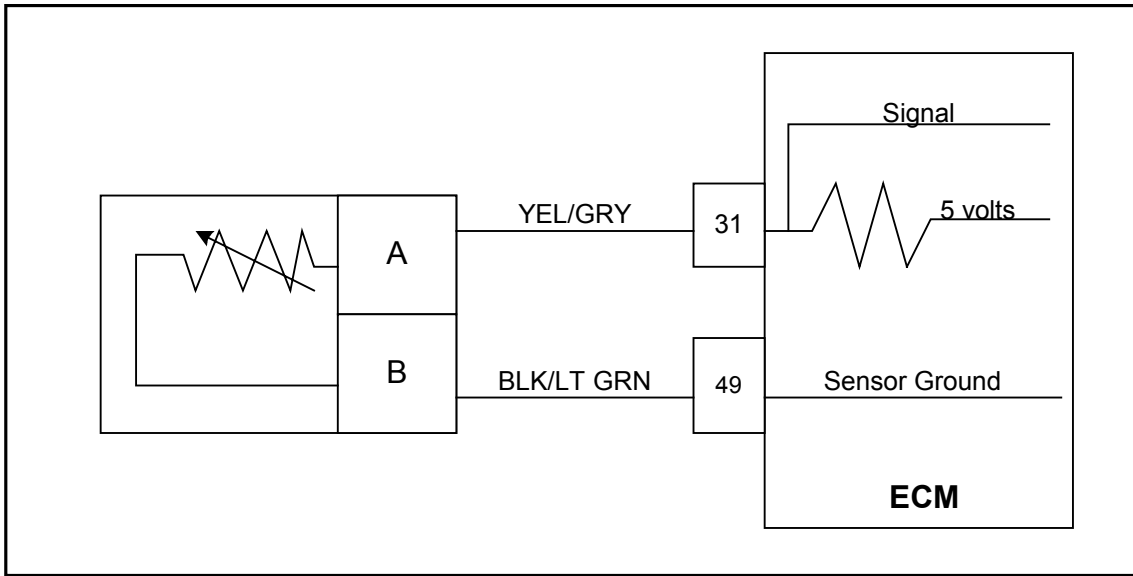 Signal
YEL/GRY
31
5 volts
A
B
BLK/LT GRN
49
Sensor Ground
ECM